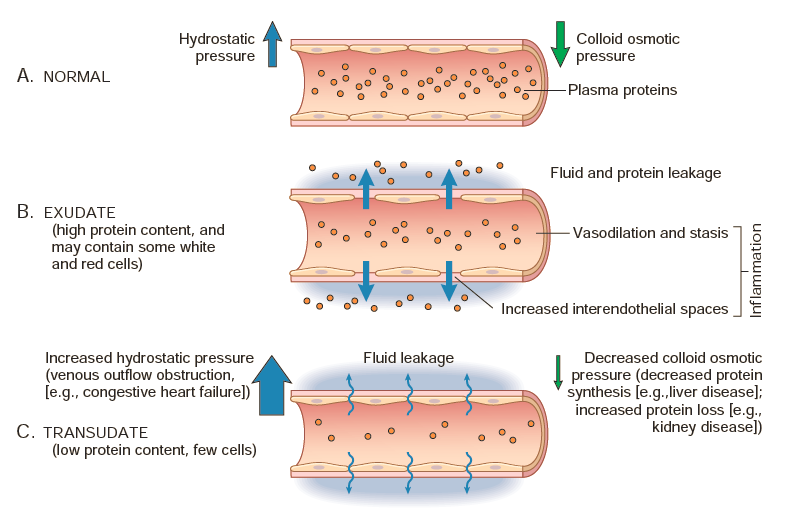 Hydrostatic
pressure
Colloid osmotic
pressure
A. NORMAL
Plasma proteins
Fluid and protein leakage
B. EXUDATE
(high protein content, and
may contain some white
and red cells)
Vasodilation and stasis
Inflammation
Increased interendothelial spaces
Increased hydrostatic pressure
(venous outflow obstruction,
[e.g., congestive heart failure])
Fluid leakage
Decreased colloid osmotic
pressure (decreased protein
synthesis [e.g.,liver disease];
increased protein loss [e.g.,
kidney disease])
C. TRANSUDATE
(low protein content, few cells)